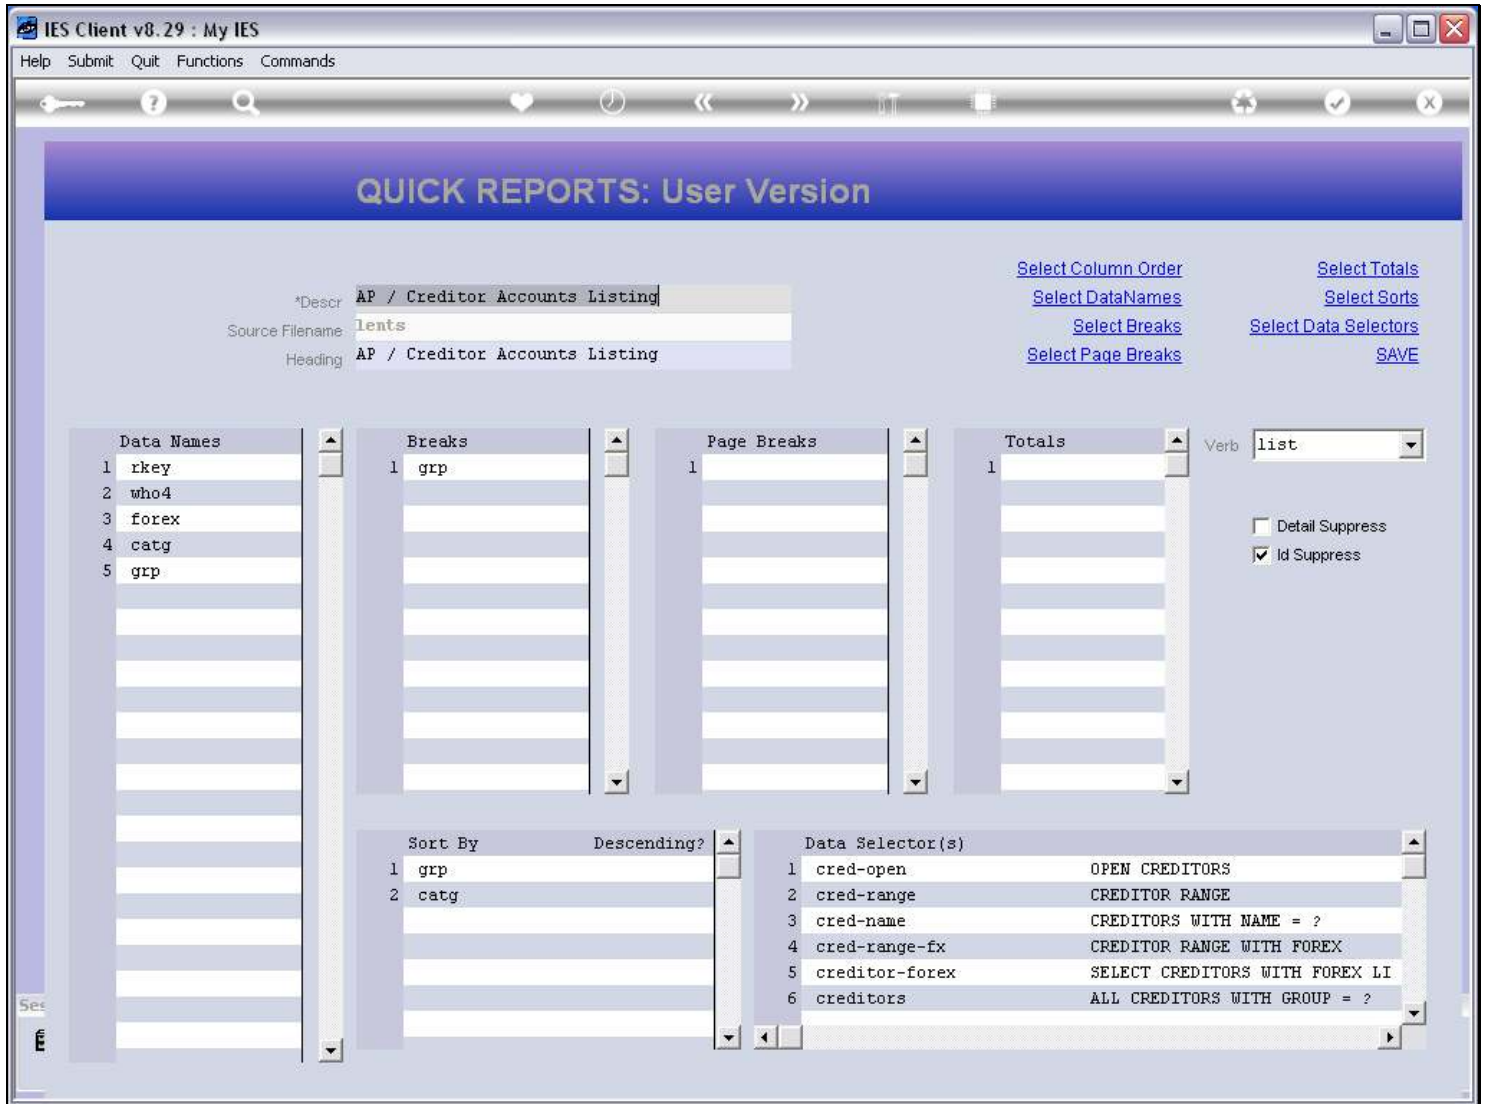 IES Client v8.29 : My IES
Help Submit Quit Functions Commands
QUICK REPORTS: User Version
Select Column Order Select Totals
*Descr AP / Creditor Accounts Listing Select DataNames Select Sorts
Source Filename lents Select Breaks Select Data Selectors
Heading AP / Creditor Accounts Listing Select Page Breaks SAVE
Data Names Breaks Page Breaks Totals Verb list
1 rkey 1 grp 1 1
2 who4
3 forex Detail Suppress
4 catg Id Suppress
5 grp
Sort By Descending? Data Selector(s)
1 grp 1 cred-open OPEN CREDITORS
2 catg 2 cred-range CREDITOR RANGE
3 cred-name CREDITORS WITH NAME = ?
4 cred-range-fx CREDITOR RANGE WITH FOREX
5 creditor-forex SELECT CREDITORS WITH FOREX LI
6 creditors ALL CREDITORS WITH GROUP = ?
Ses